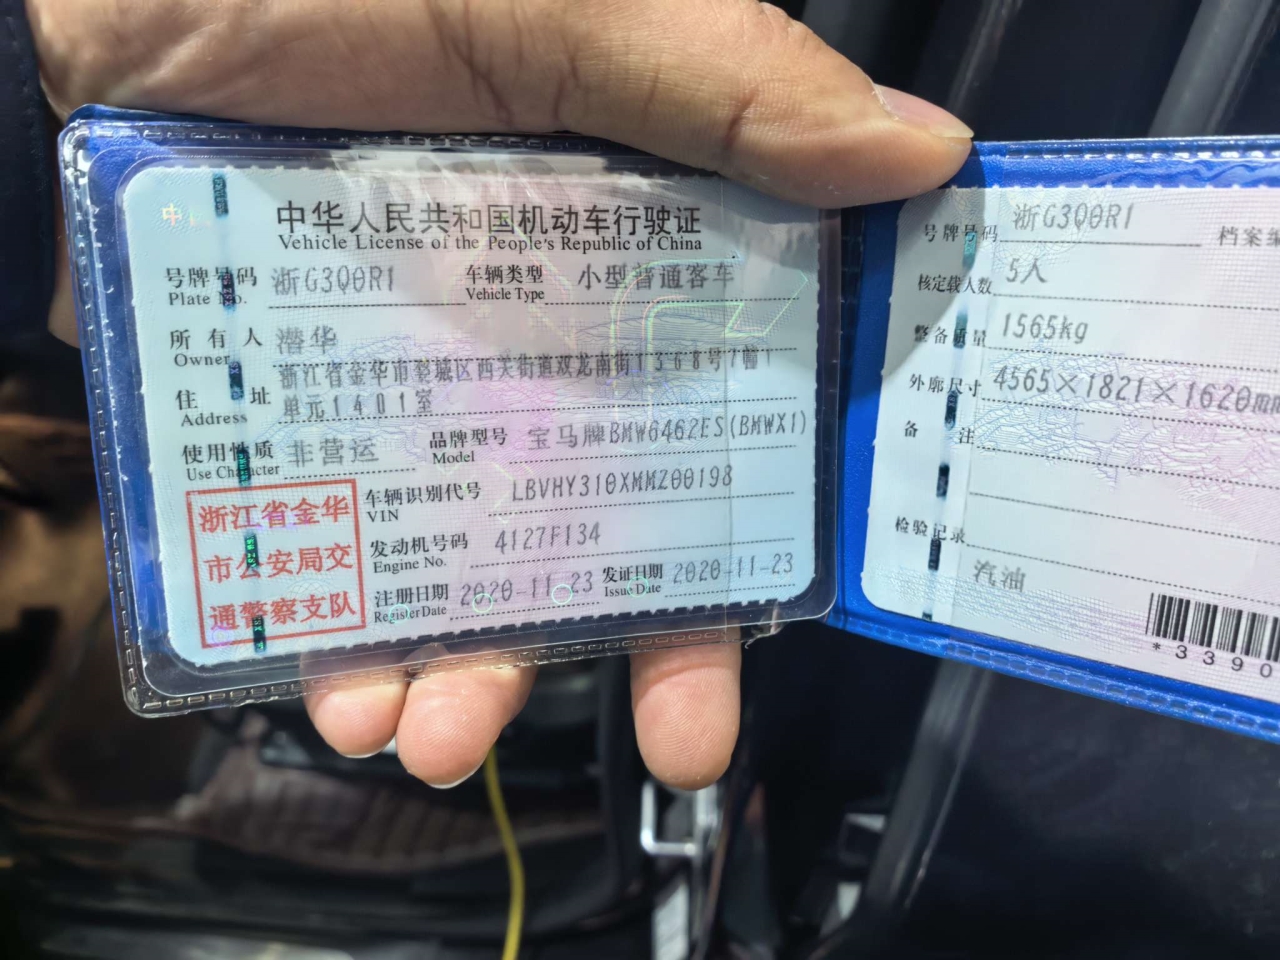 中华人民共和国机动车行驶证
Vehicle License of the People's Republic of China
号牌号码 浙G3Q0R1 车辆类型 小型普通客车
Plate No. Vehicle Type
所有人 潜华
Owner
住址 浙江省金华市婺城区西关街道双龙南街1368号7幢1
Address 单元1401室
使用性质 非营运 品牌型号 宝马牌BMW6462ES(BMWX1)
Use Character Model
浙江省金华
市公安局交
通警察支队
车辆识别代号 LBVHY310XMMZ00198
VIN
发动机号码 4127F134
Engine No.
注册日期 2020-11-23 发证日期 2020-11-23
Register Date Issue Date
号牌号码 浙G3Q0R1 档案编
核定载人数 5人
整备质量 1565kg
外廓尺寸 4565×1821×1620mm
备注
检验记录
汽油
*3390